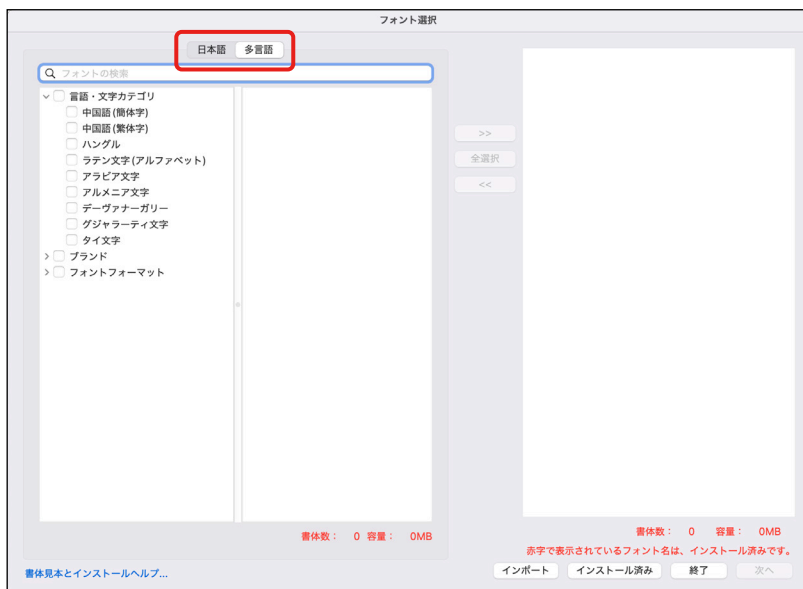 フォント選択
日本語 多言語
フォントの検索
言語・文字カテゴリ
中国語(簡体字)
中国語(繁体字)
ハングル
ラテン文字(アルファベット)
アラビア文字
アルメニア文字
デーヴァナーガリー
グジャラーティ文字
タイ文字
ブランド
フォントフォーマット
書体数: 0 容量: 0MB
>>
全選択
<<
書体数: 0 容量: 0MB
赤字で表示されているフォント名は、インストール済みです。
書体見本とインストールヘルプ...
インポート インストール済み 終了 次へ